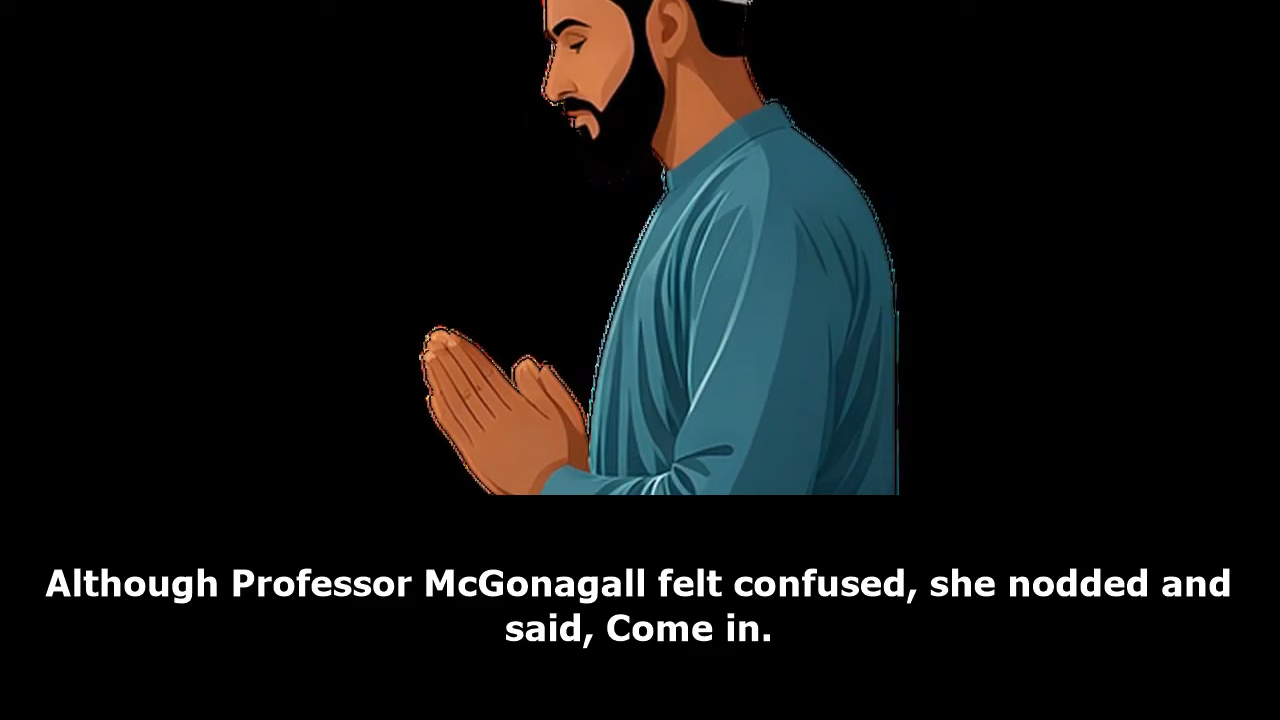 Although Professor McGonagall felt confused, she nodded and
said, Come in.